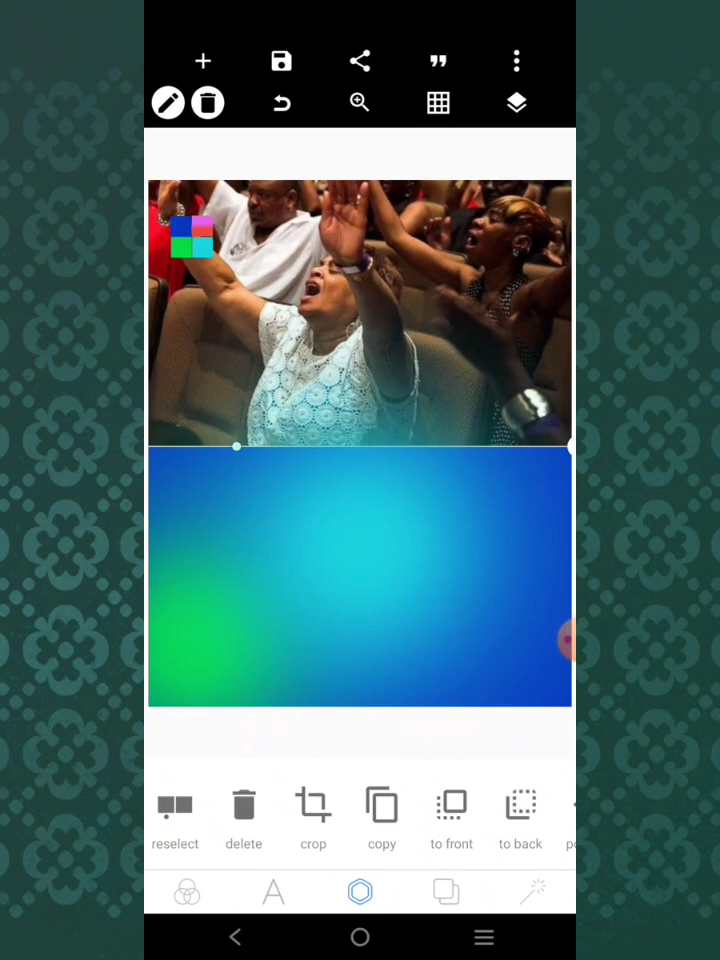 reselect
delete
crop
copy
to front
to back